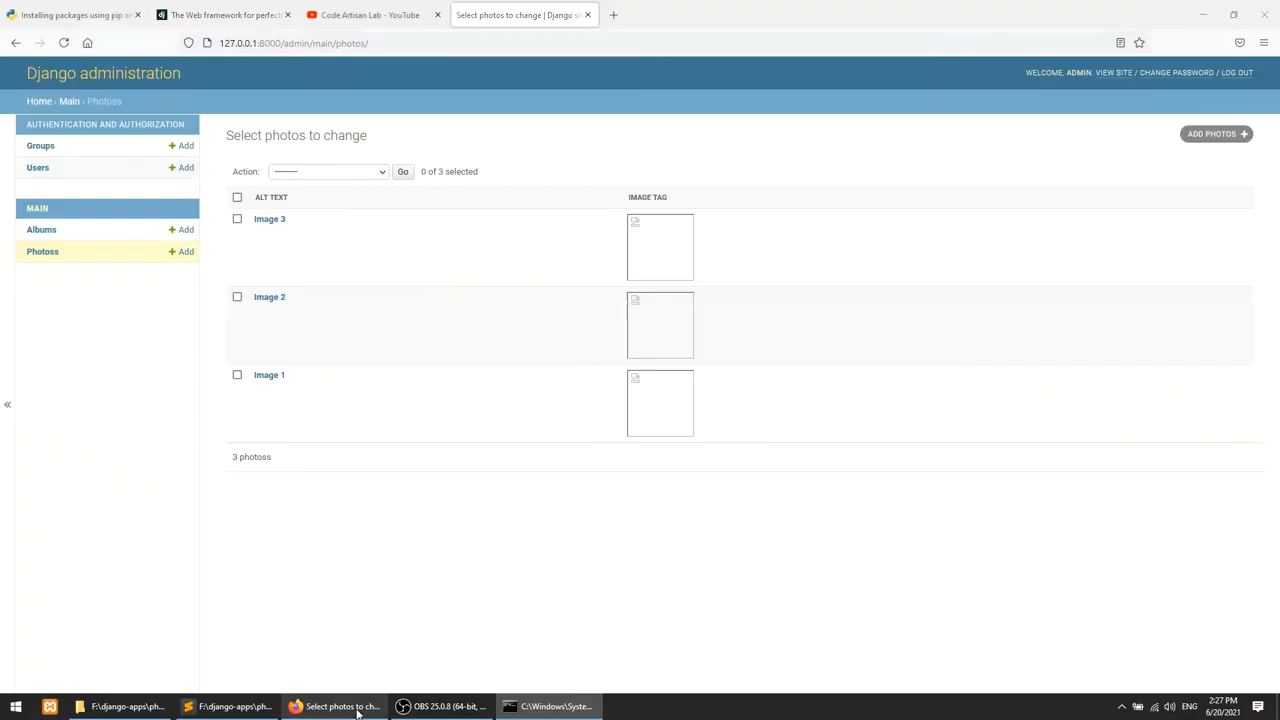 Installing packages using pip an
The Web framework for perfect
Code Artisan Lab - YouTube
Select photos to change | Django si
127.0.0.1:8000/admin/main/photos/
Django administration
WELCOME, ADMIN. VIEW SITE / CHANGE PASSWORD / LOG OUT
Home › Main › Photoss
AUTHENTICATION AND AUTHORIZATION
Groups
Add
Users
Add
MAIN
Albums
Add
Photoss
Add
Select photos to change
ADD PHOTOS
Action:
---------
Go
0 of 3 selected
ALT TEXT
IMAGE TAG
Image 3
Image 2
Image 1
3 photoss
F:\django-apps\ph...
F:\django-apps\ph...
Select photos to ch...
OBS 25.0.8 (64-bit, ...
C:\Windows\Syste...
ENG
2:27 PM
6/20/2021